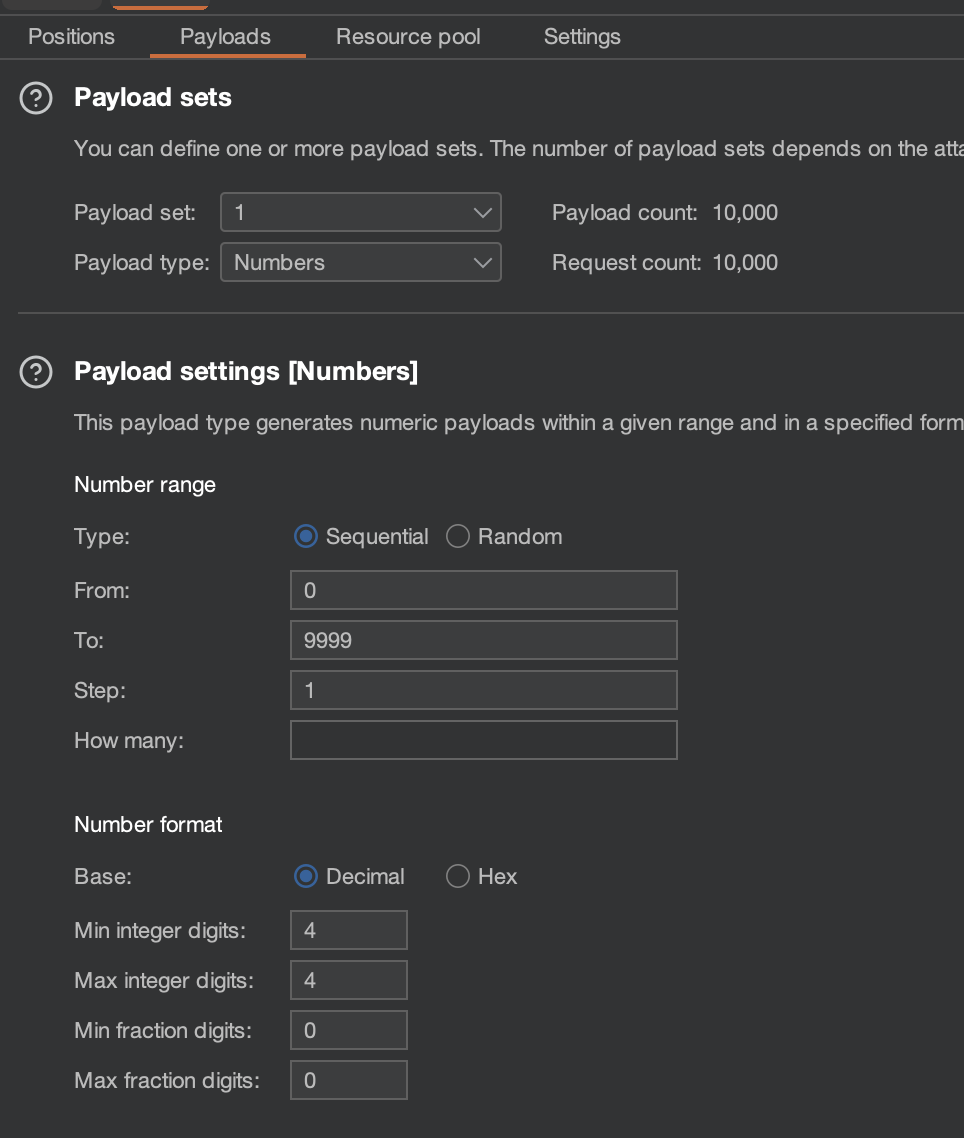 Positions Payloads Resource pool Settings
Payload sets
You can define one or more payload sets. The number of payload sets depends on the
Payload set: 1 Payload count: 10,000
Payload type: Numbers Request count: 10,000
Payload settings [Numbers]
This payload type generates numeric payloads within a given range and in a specified
Number range
Type: Sequential Random
From: 0
To: 9999
Step: 1
How many:
Number format
Base: Decimal Hex
Min integer digits: 4
Max integer digits: 4
Min fraction digits: 0
Max fraction digits: 0